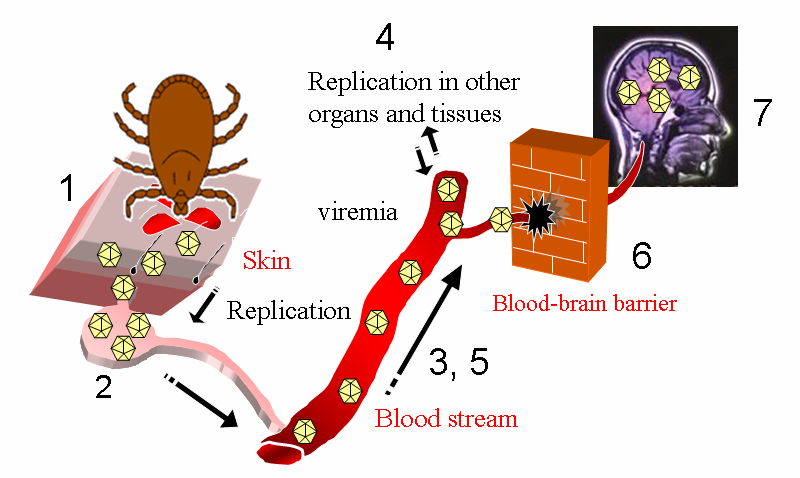 4
Replication in other
organs and tissues
7
1
viremia
Skin
6
Replication
Blood-brain barrier
3, 5
2
Blood stream